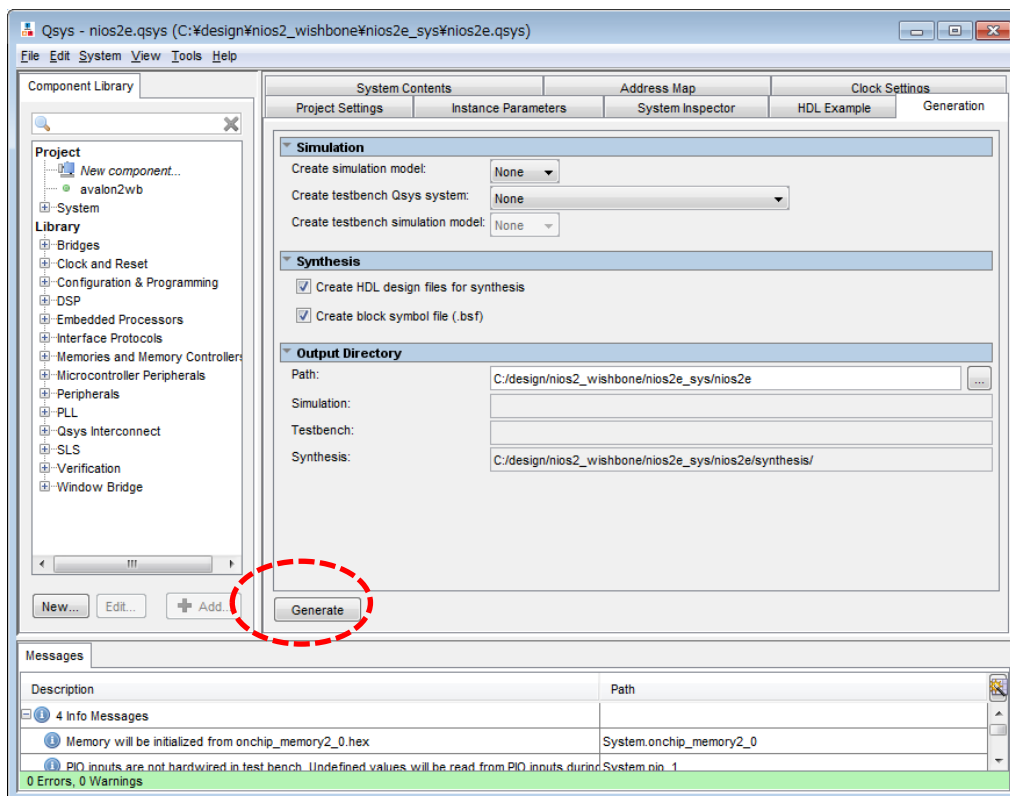 Qsys - nios2e.qsys (C:¥design¥nios2_wishbone¥nios2e_sys¥nios2e.qsys)
File Edit System View Tools Help
Component Library
Project
New component...
avalon2wb
System
Library
Bridges
Clock and Reset
Configuration & Programming
DSP
Embedded Processors
Interface Protocols
Memories and Memory Controllers
Microcontroller Peripherals
Peripherals
PLL
Qsys Interconnect
SLS
Verification
Window Bridge
New... Edit... Add...
System Contents Address Map Clock Settings
Project Settings Instance Parameters System Inspector HDL Example Generation
Simulation
Create simulation model: None
Create testbench Qsys system: None
Create testbench simulation model: None
Synthesis
Create HDL design files for synthesis
Create block symbol file (.bsf)
Output Directory
Path: C:/design/nios2_wishbone/nios2e_sys/nios2e ...
Simulation:
Testbench:
Synthesis: C:/design/nios2_wishbone/nios2e_sys/nios2e/synthesis/
Generate
Messages
Description Path
4 Info Messages
Memory will be initialized from onchip_memory2_0.hex System.onchip_memory2_0
PIO inputs are not hardwired in test bench. Undefined values will be read from PIO inputs during System.pio_1
0 Errors, 0 Warnings